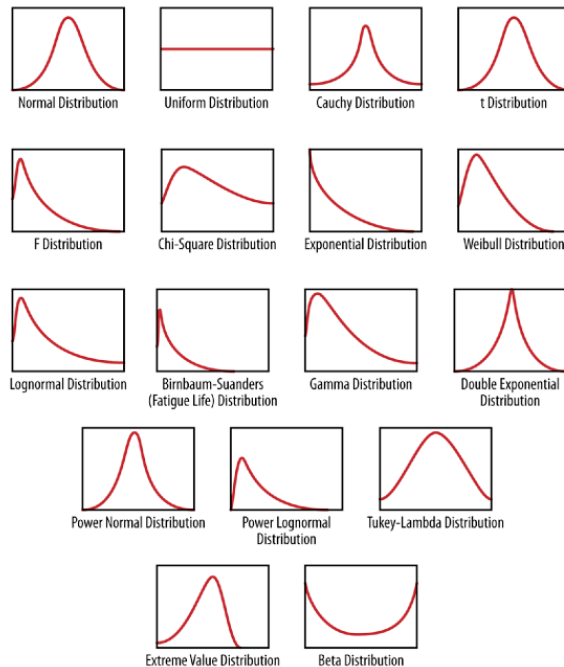 Normal Distribution
Uniform Distribution
Cauchy Distribution
t Distribution
F Distribution
Chi-Square Distribution
Exponential Distribution
Weibull Distribution
Lognormal Distribution
Birnbaum-Suanders
(Fatigue Life) Distribution
Gamma Distribution
Double Exponential
Distribution
Power Normal Distribution
Power Lognormal
Distribution
Tukey-Lambda Distribution
Extreme Value Distribution
Beta Distribution